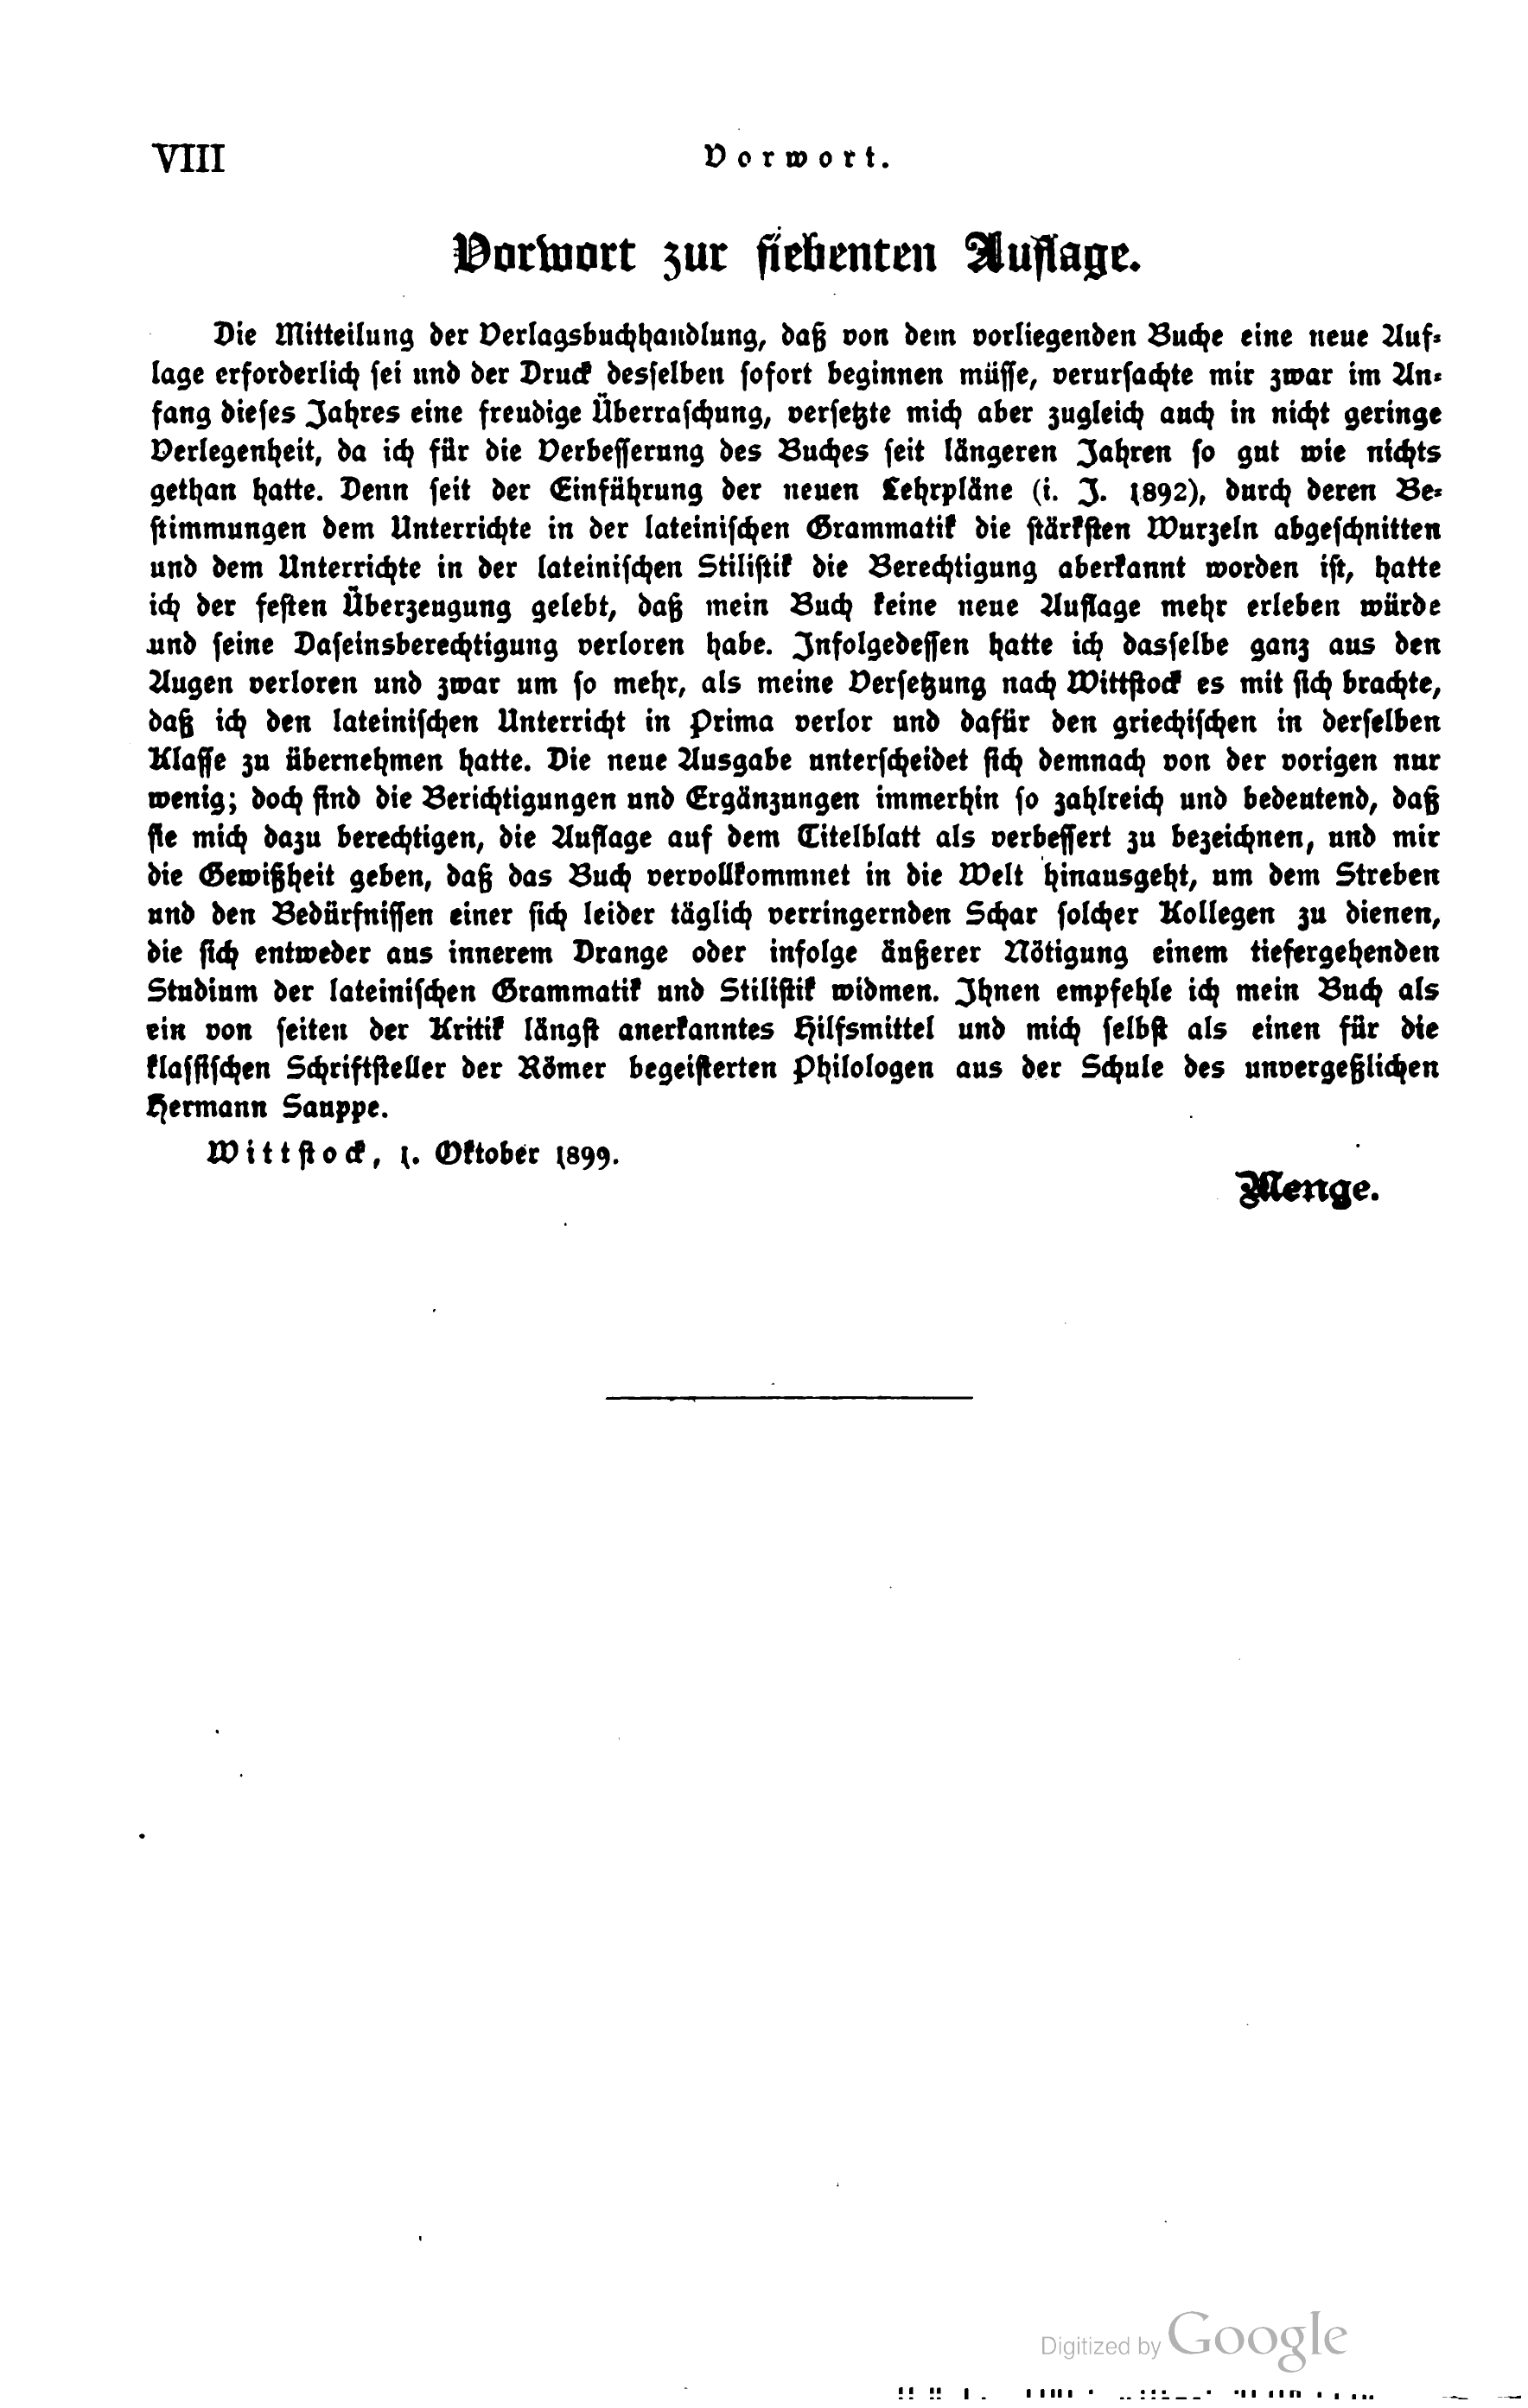 VIII
Vorwort.
Vorwort zur siebenten Auflage.
Die Mitteilung der Verlagsbuchhandlung, daß von dem vorliegenden Buche eine neue Auf-
lage erforderlich sei und der Druck desselben sofort beginnen müsse, verursachte mir zwar im An-
fang dieses Jahres eine freudige Überraschung, versetzte mich aber zugleich auch in nicht geringe
Verlegenheit, da ich für die Verbesserung des Buches seit längeren Jahren so gut wie nichts
gethan hatte. Denn seit der Einführung der neuen Lehrpläne (i. J. 1892), durch deren Be-
stimmungen dem Unterrichte in der lateinischen Grammatik die stärksten Wurzeln abgeschnitten
und dem Unterrichte in der lateinischen Stilistik die Berechtigung aberkannt worden ist, hatte
ich der festen Überzeugung gelebt, daß mein Buch keine neue Auflage mehr erleben würde
und seine Daseinsberechtigung verloren habe. Infolgedessen hatte ich dasselbe ganz aus den
Augen verloren und zwar um so mehr, als meine Versetzung nach Wittstock es mit sich brachte,
daß ich den lateinischen Unterricht in Prima verlor und dafür den griechischen in derselben
Klasse zu übernehmen hatte. Die neue Ausgabe unterscheidet sich demnach von der vorigen nur
wenig; doch sind die Berichtigungen und Ergänzungen immerhin so zahlreich und bedeutend, daß
sie mich dazu berechtigen, die Auflage auf dem Titelblatt als verbessert zu bezeichnen, und mir
die Gewißheit geben, daß das Buch vervollkommnet in die Welt hinausgeht, um dem Streben
und den Bedürfnissen einer sich leider täglich verringernden Schar solcher Kollegen zu dienen,
die sich entweder aus innerem Drange oder infolge äußerer Nötigung einem tiefergehenden
Studium der lateinischen Grammatik und Stilistik widmen. Ihnen empfehle ich mein Buch als
ein von seiten der Kritik längst anerkanntes Hilfsmittel und mich selbst als einen für die
klassischen Schriftsteller der Römer begeisterten Philologen aus der Schule des unvergeßlichen
Hermann Sauppe.
Wittstock, 1. Oktober 1899.
Menge.
Digitized by Google